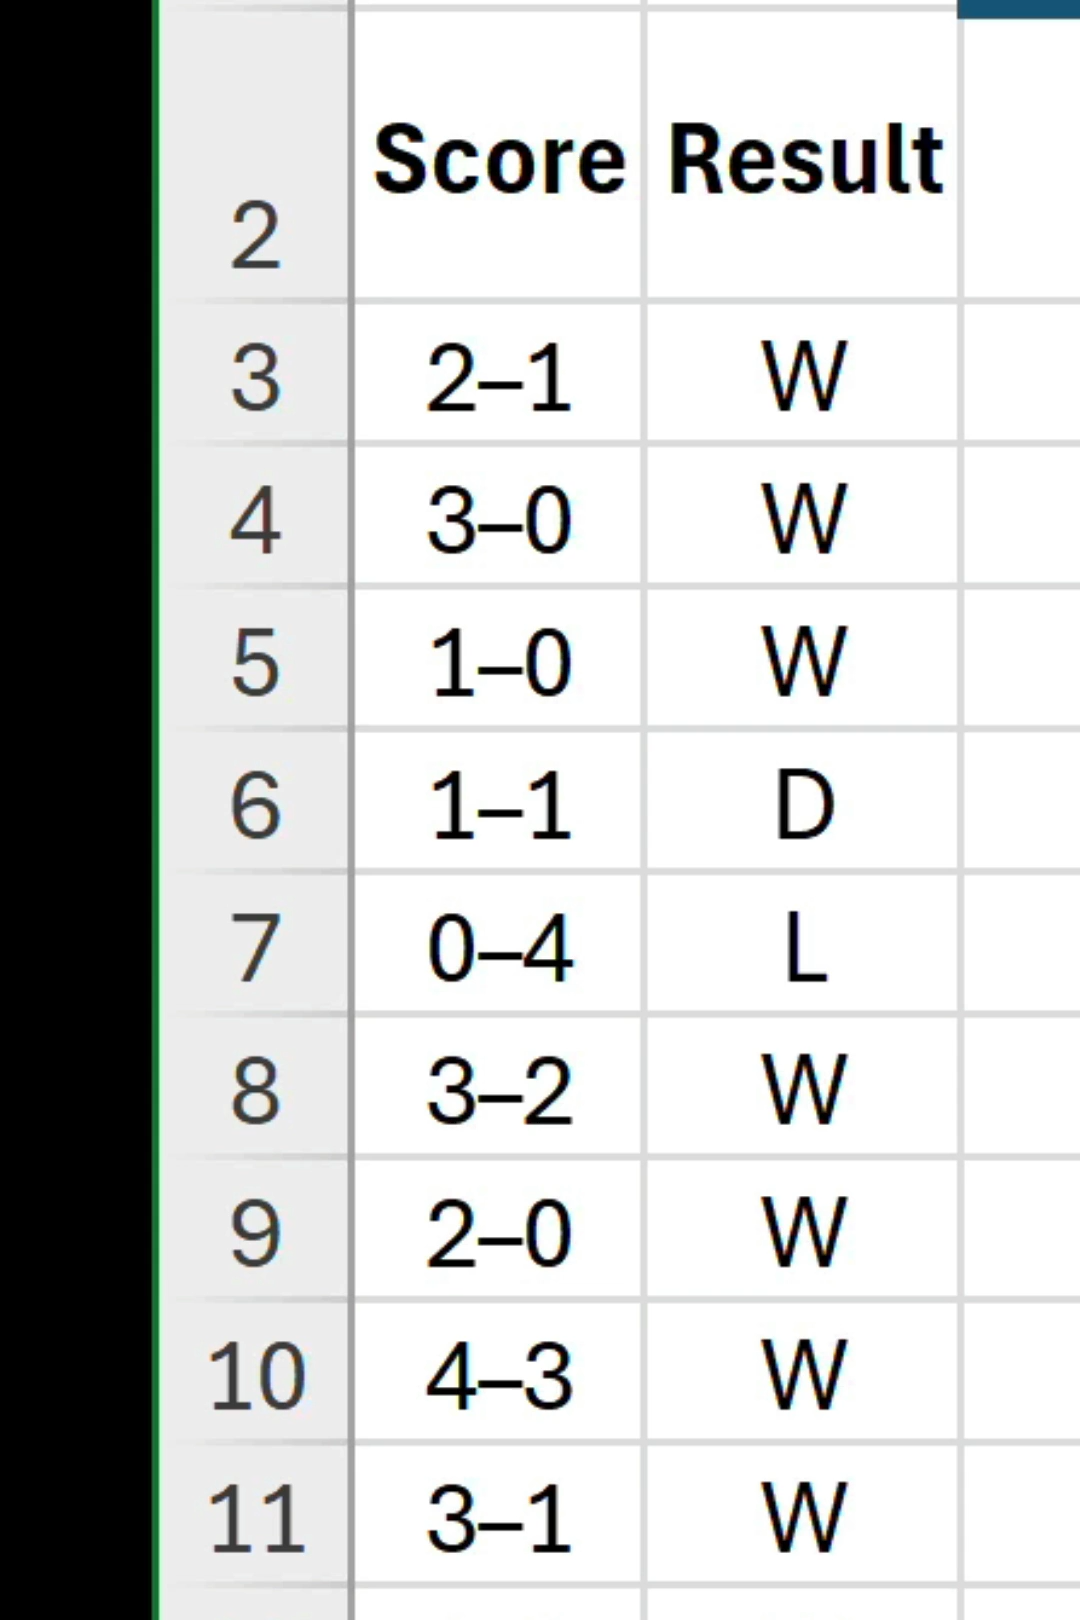 Score Result
2
3 2–1 W
4 3–0 W
5 1–0 W
6 1–1 D
7 0–4 L
8 3–2 W
9 2–0 W
10 4–3 W
11 3–1 W